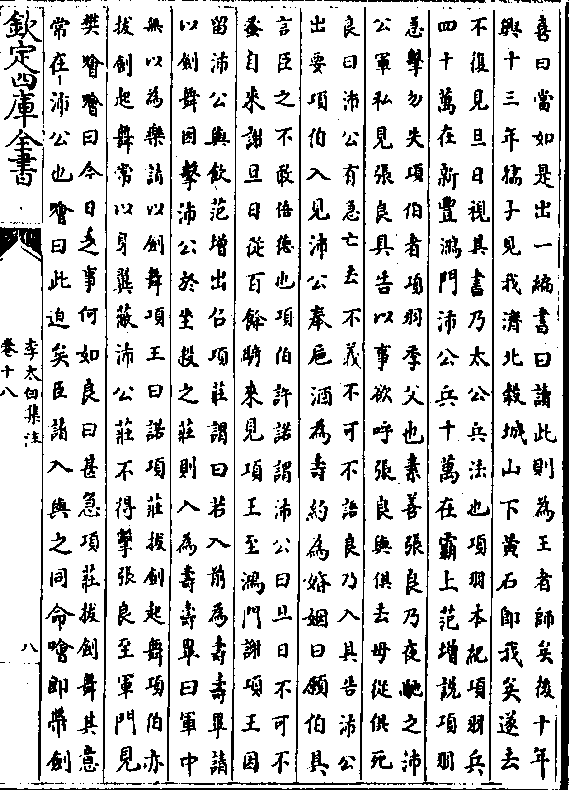 喜曰當如是出一編書曰讀此則為王者師矣後十年
興十三年孺子見我濟北穀城山下黄石即我矣遂去
不復見旦日視其書乃太公兵法也項羽本紀項羽兵
四十萬在新豐鴻門沛公兵十萬在霸上范增説項羽
急擊勿失項伯者項羽季父也素善張良乃夜馳之沛
公軍私見張良具告以事欲呼張良與俱去毋從俱死
良曰沛公有急亡去不義不可不語良乃入具告沛公
出要項伯入見沛公奉巵酒為壽約為婚姻曰願伯具
言臣之不敢倍徳也項伯許諾謂沛公曰旦日不可不
蚤自來謝旦日從百餘騎來見項王至鴻門謝項王因
留沛公與飲范增出召項莊謂曰若入前為壽壽畢請
以劍舞因擊沛公於坐殺之莊則入為壽壽畢曰軍中
無以為樂請以劍舞項王曰諾項莊拔劍起舞項伯亦
拔劍起舞常以身翼蔽沛公莊不得擊張良至軍門見
樊噲噲曰今日之事何如良曰甚急項莊拔劍舞其意
常在沛公也噲曰此迫矣臣請入與之同命噲即帶劍
欽定四庫全書
李太白集注
卷十八
八